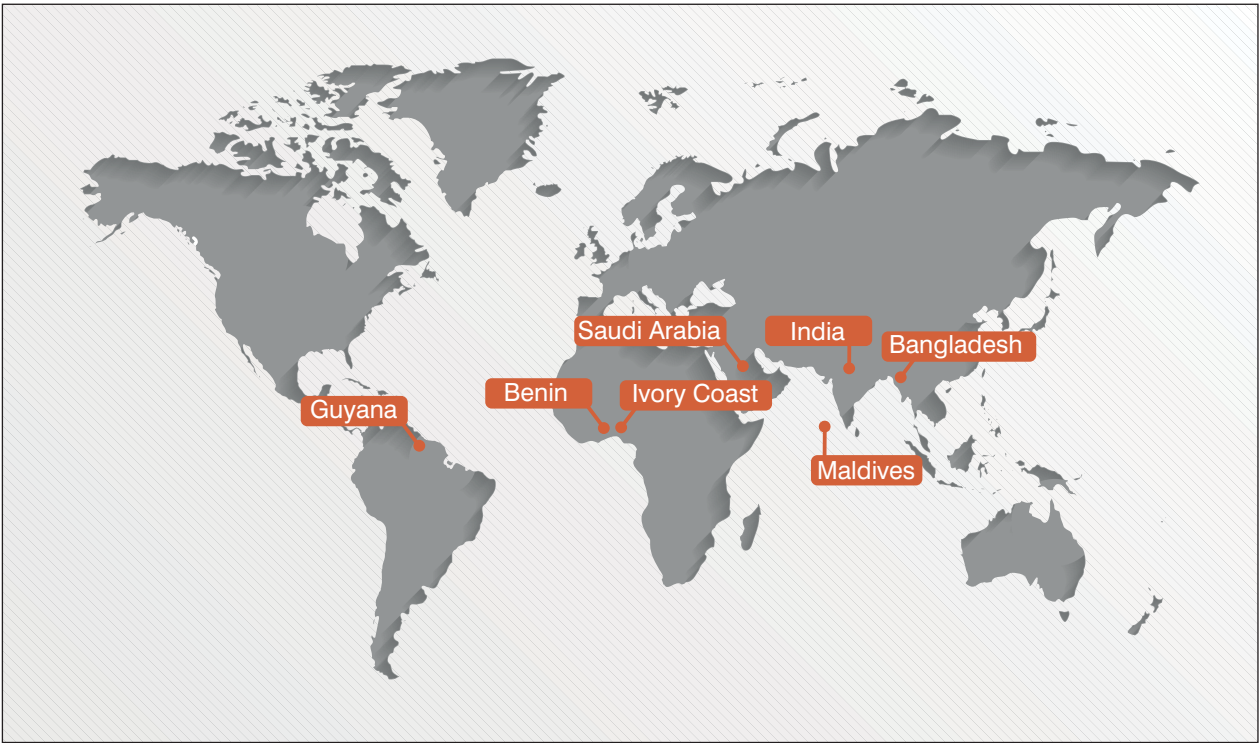 Saudi Arabia
India
Bangladesh
Benin
Ivory Coast
Guyana
Maldives